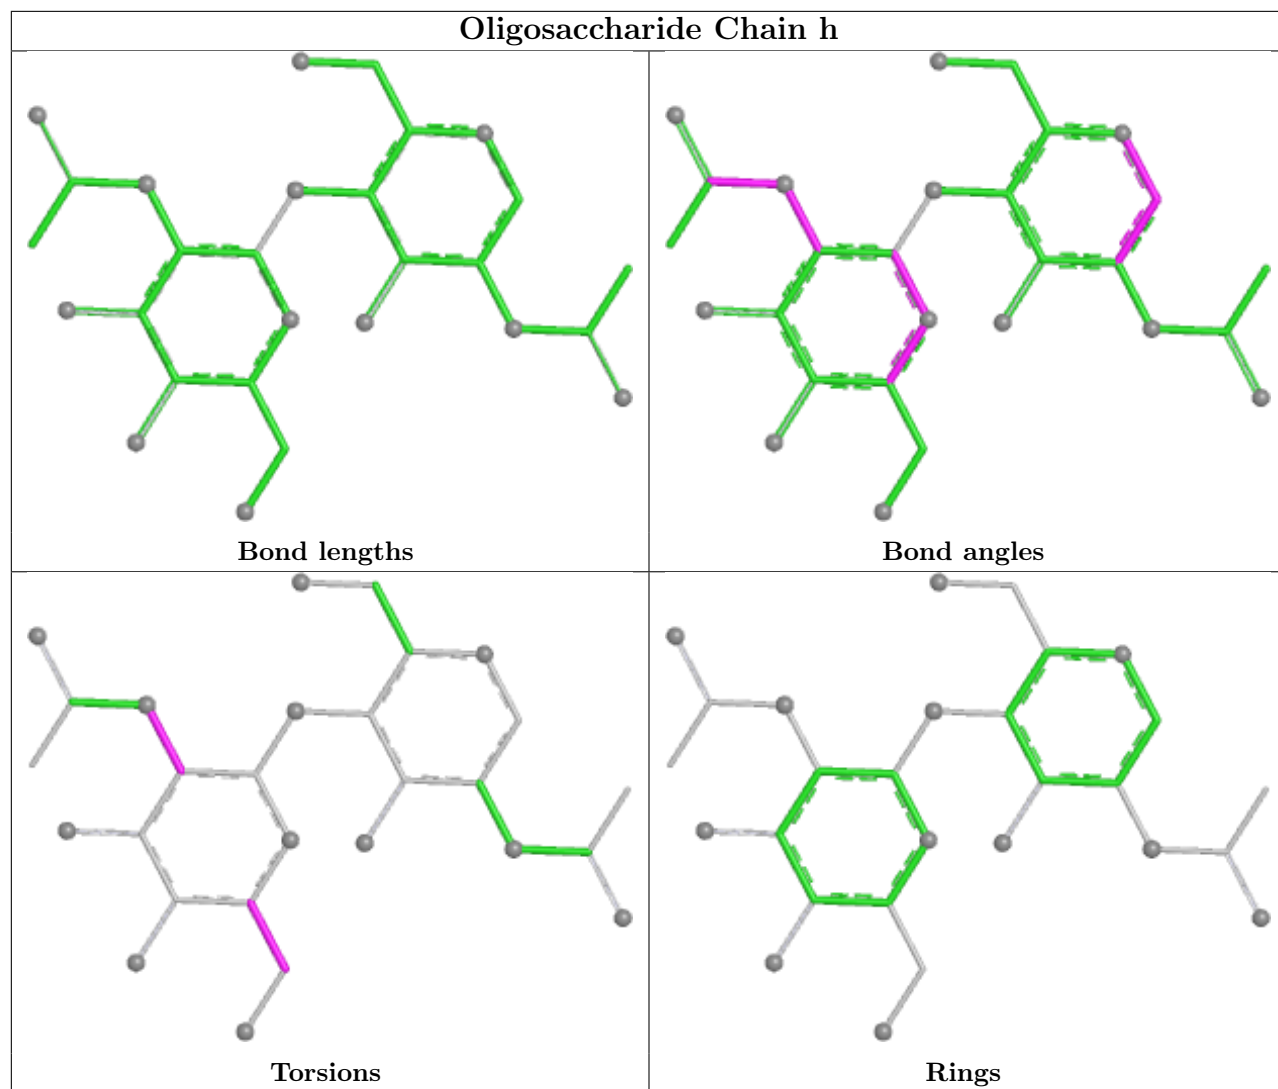 Oligosaccharide Chain h
Bond lengths
Bond angles
Torsions
Rings